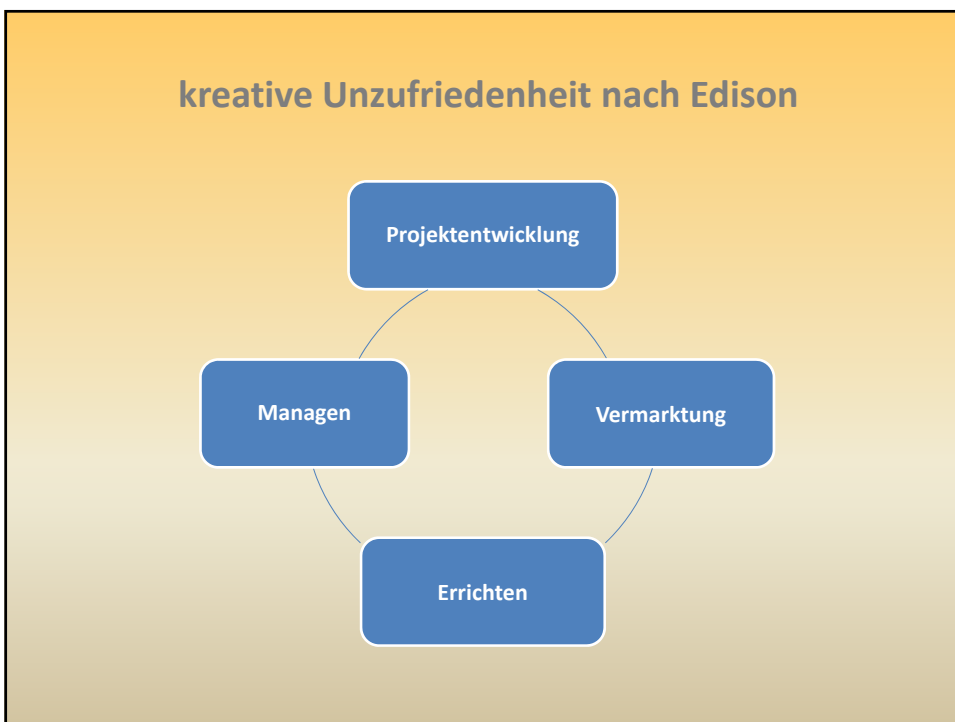 kreative Unzufriedenheit nach Edison
Projektentwicklung
Managen
Vermarktung
Errichten